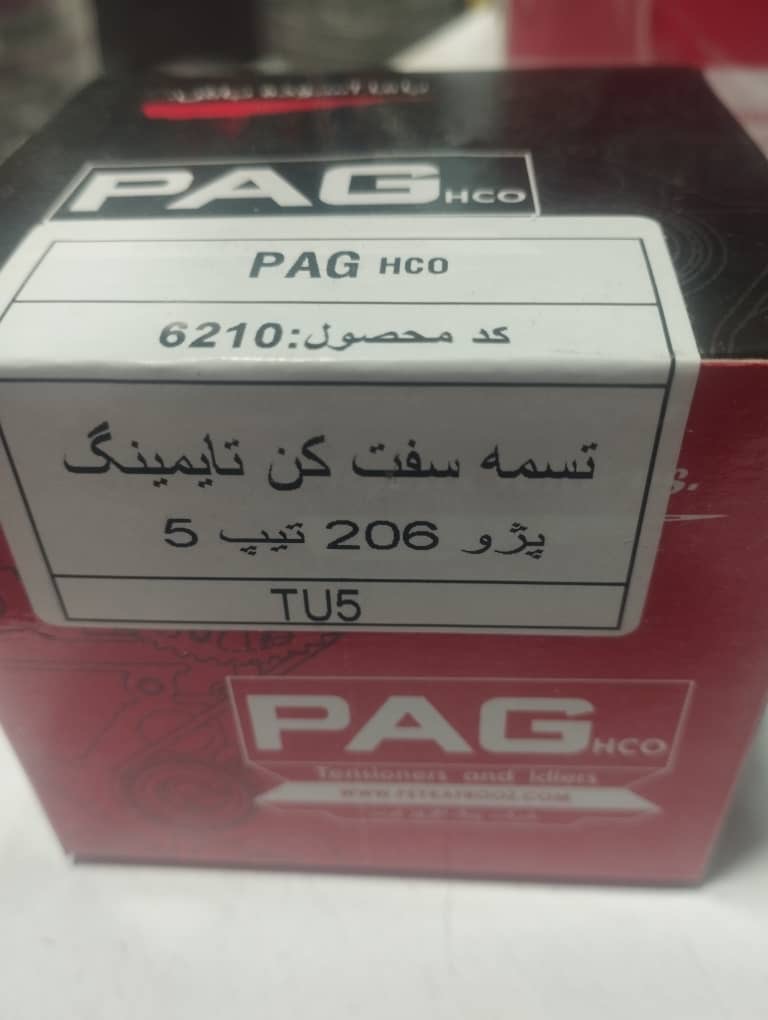 PAG HCO
PAG HCO
کد محصول:6210
تسمه سفت کن تایمینگ
پژو 206 تیپ 5
TU5
PAG HCO
Tensioners and Idlers